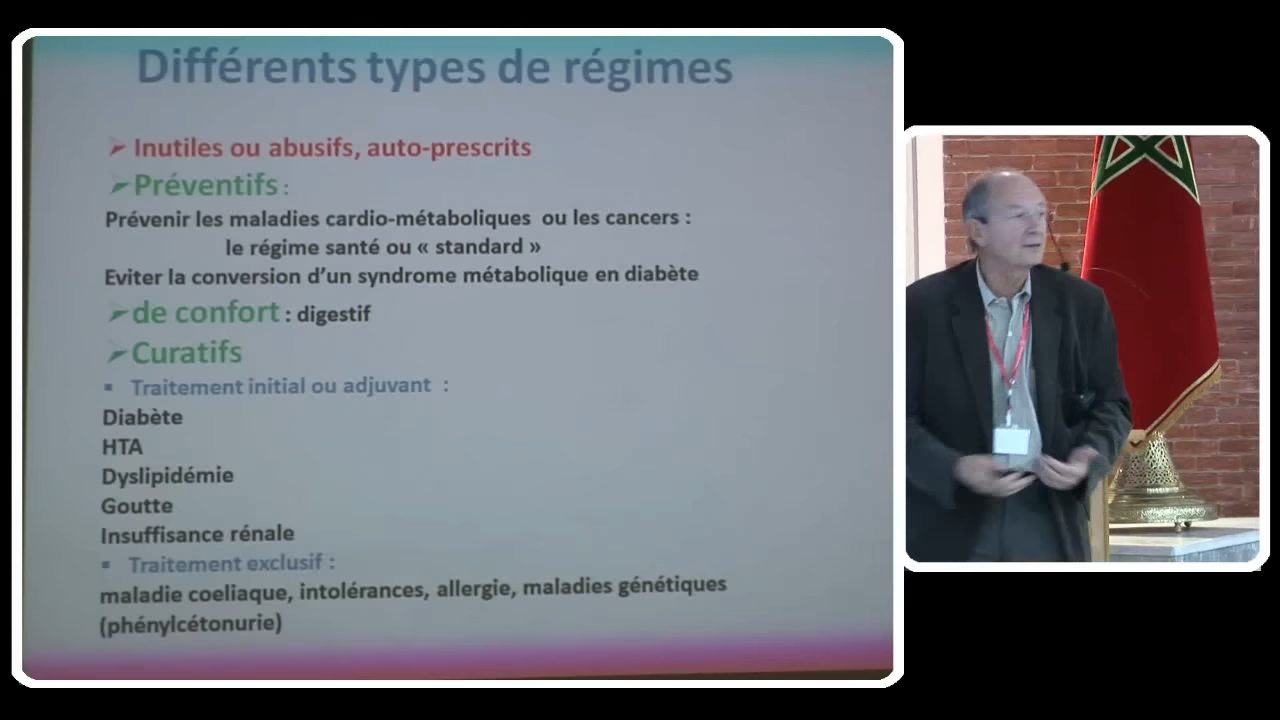 Différents types de régimes
➢ Inutiles ou abusifs, auto-prescrits
➢ Préventifs :
Prévenir les maladies cardio-métaboliques ou les cancers :
le régime santé ou « standard »
Eviter la conversion d’un syndrome métabolique en diabète
➢ de confort : digestif
➢ Curatifs
▪ Traitement initial ou adjuvant :
Diabète
HTA
Dyslipidémie
Goutte
Insuffisance rénale
▪ Traitement exclusif :
maladie coeliaque, intolérances, allergie, maladies génétiques
(phénylcétonurie)